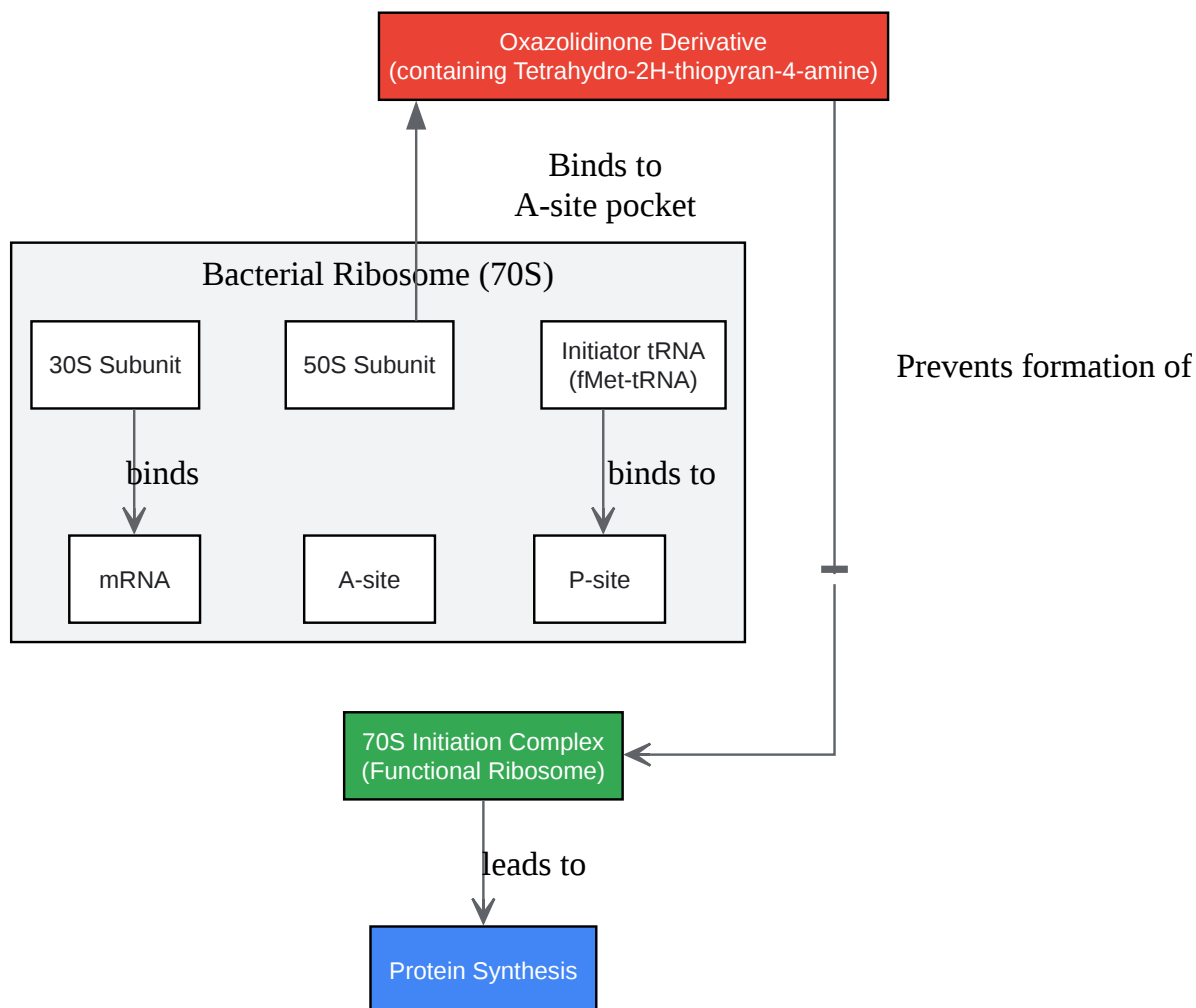 Oxazolidinone Derivative
(containing Tetrahydro-2H-thiopyran-4-amine)
Binds to
A-site pocket
Bacterial Ribosome (70S)
30S Subunit
50S Subunit
Initiator tRNA
(fMet-tRNA)
Prevents formation of
binds
binds to
mRNA
A-site
P-site
70S Initiation Complex
(Functional Ribosome)
leads to
Protein Synthesis